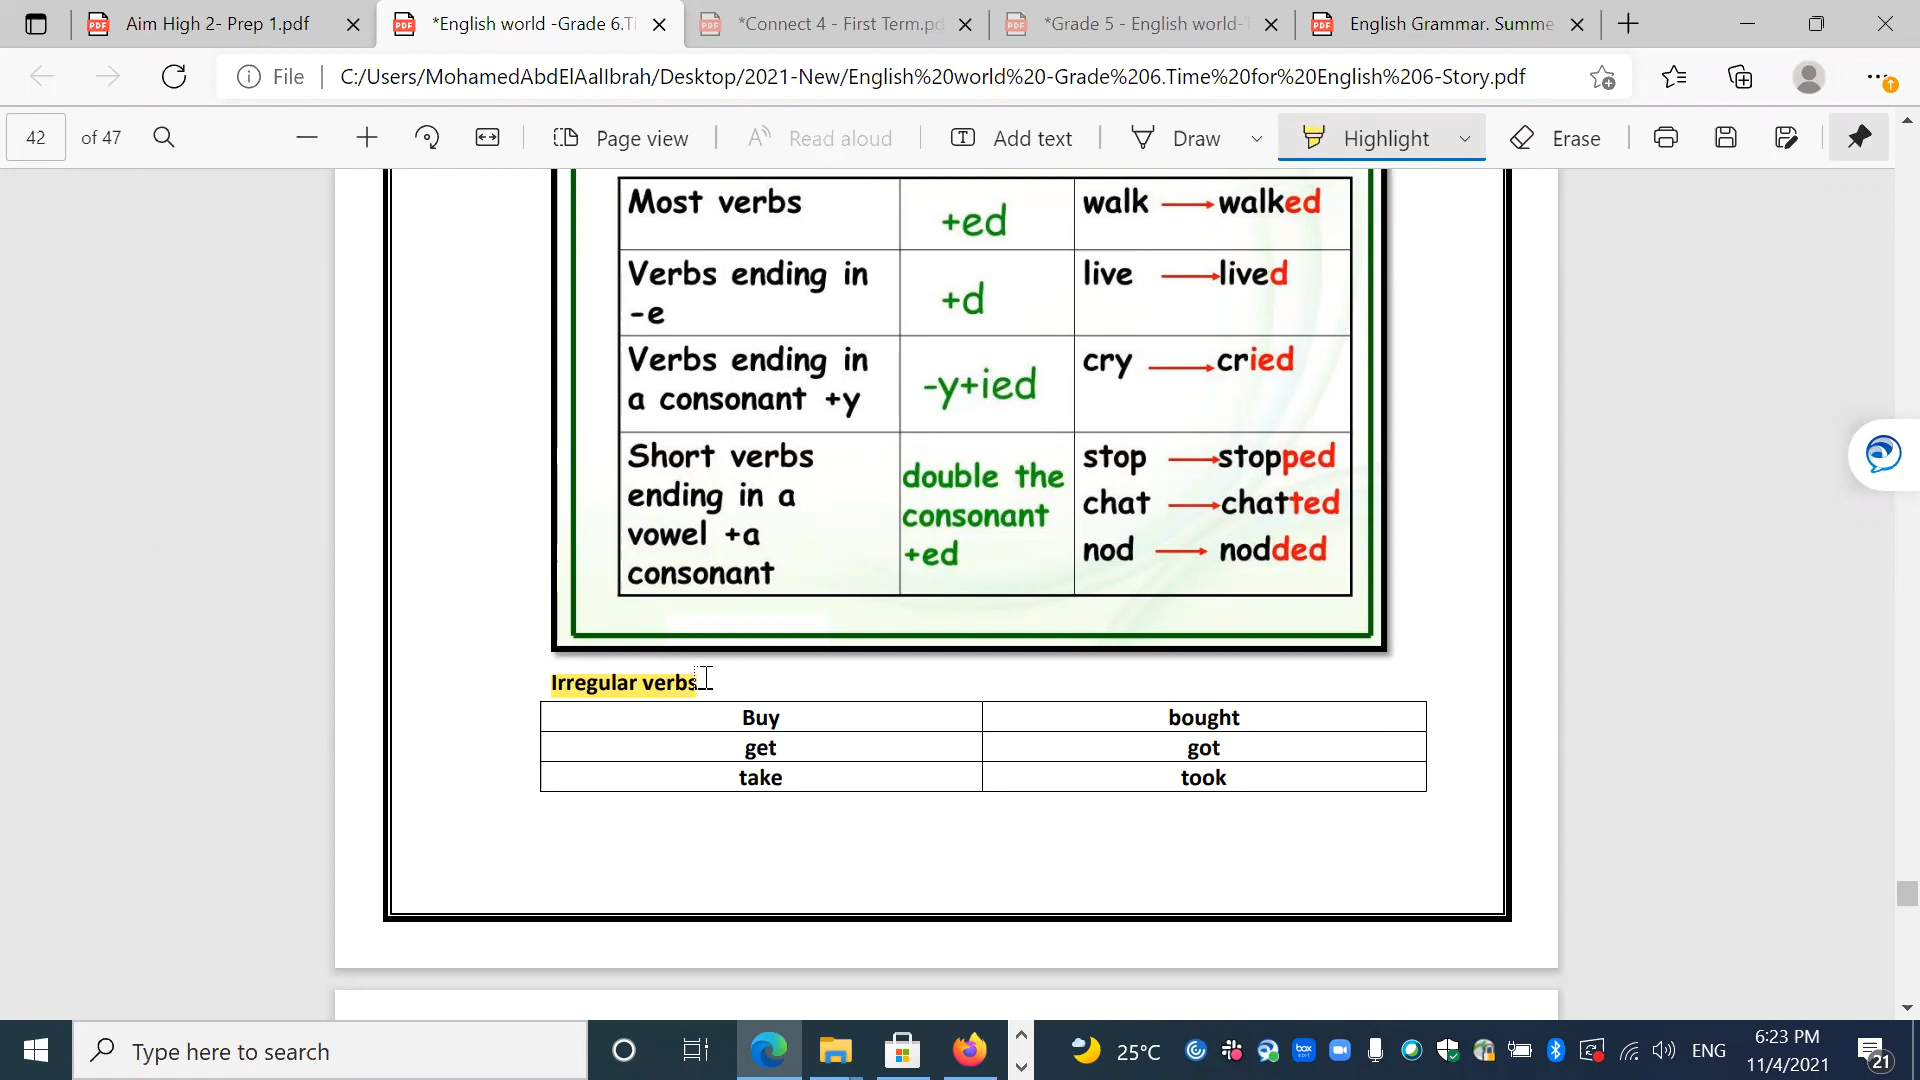 Aim High 2- Prep 1.pdf
*English world -Grade 6.Ti
*Connect 4 - First Term.pd
*Grade 5 - English world-T
English Grammar. Summe
File
C:/Users/MohamedAbdElAalIbrah/Desktop/2021-New/English%20world%20-Grade%206.Time%20for%20English%206-Story.pdf
42 of 47
Page view
Read aloud
Add text
Draw
Highlight
Erase
Most verbs +ed walk walked
Verbs ending in +d live lived
-e
Verbs ending in -y+ied cry cried
a consonant +y
Short verbs double the stop stopped
ending in a consonant chat chatted
vowel +a +ed nod nodded
consonant
Irregular verbs
Buy bought
get got
take took
Type here to search
25°C
box
EDIT
ENG
6:23 PM
11/4/2021
21